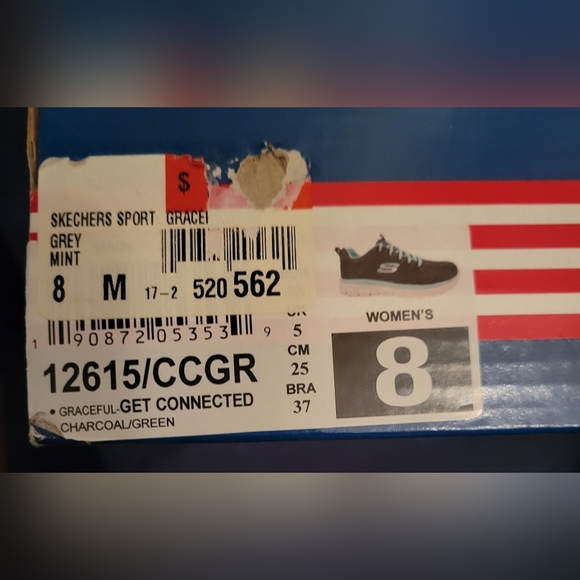 $
SKECHERS SPORT GRACEI
GREY
MINT
8 M 17-2 520 562
1 90872 05353 9
12615/CCGR
• GRACEFUL-GET CONNECTED
CHARCOAL/GREEN
5
CM
25
BRA
37
S
WOMEN'S
8